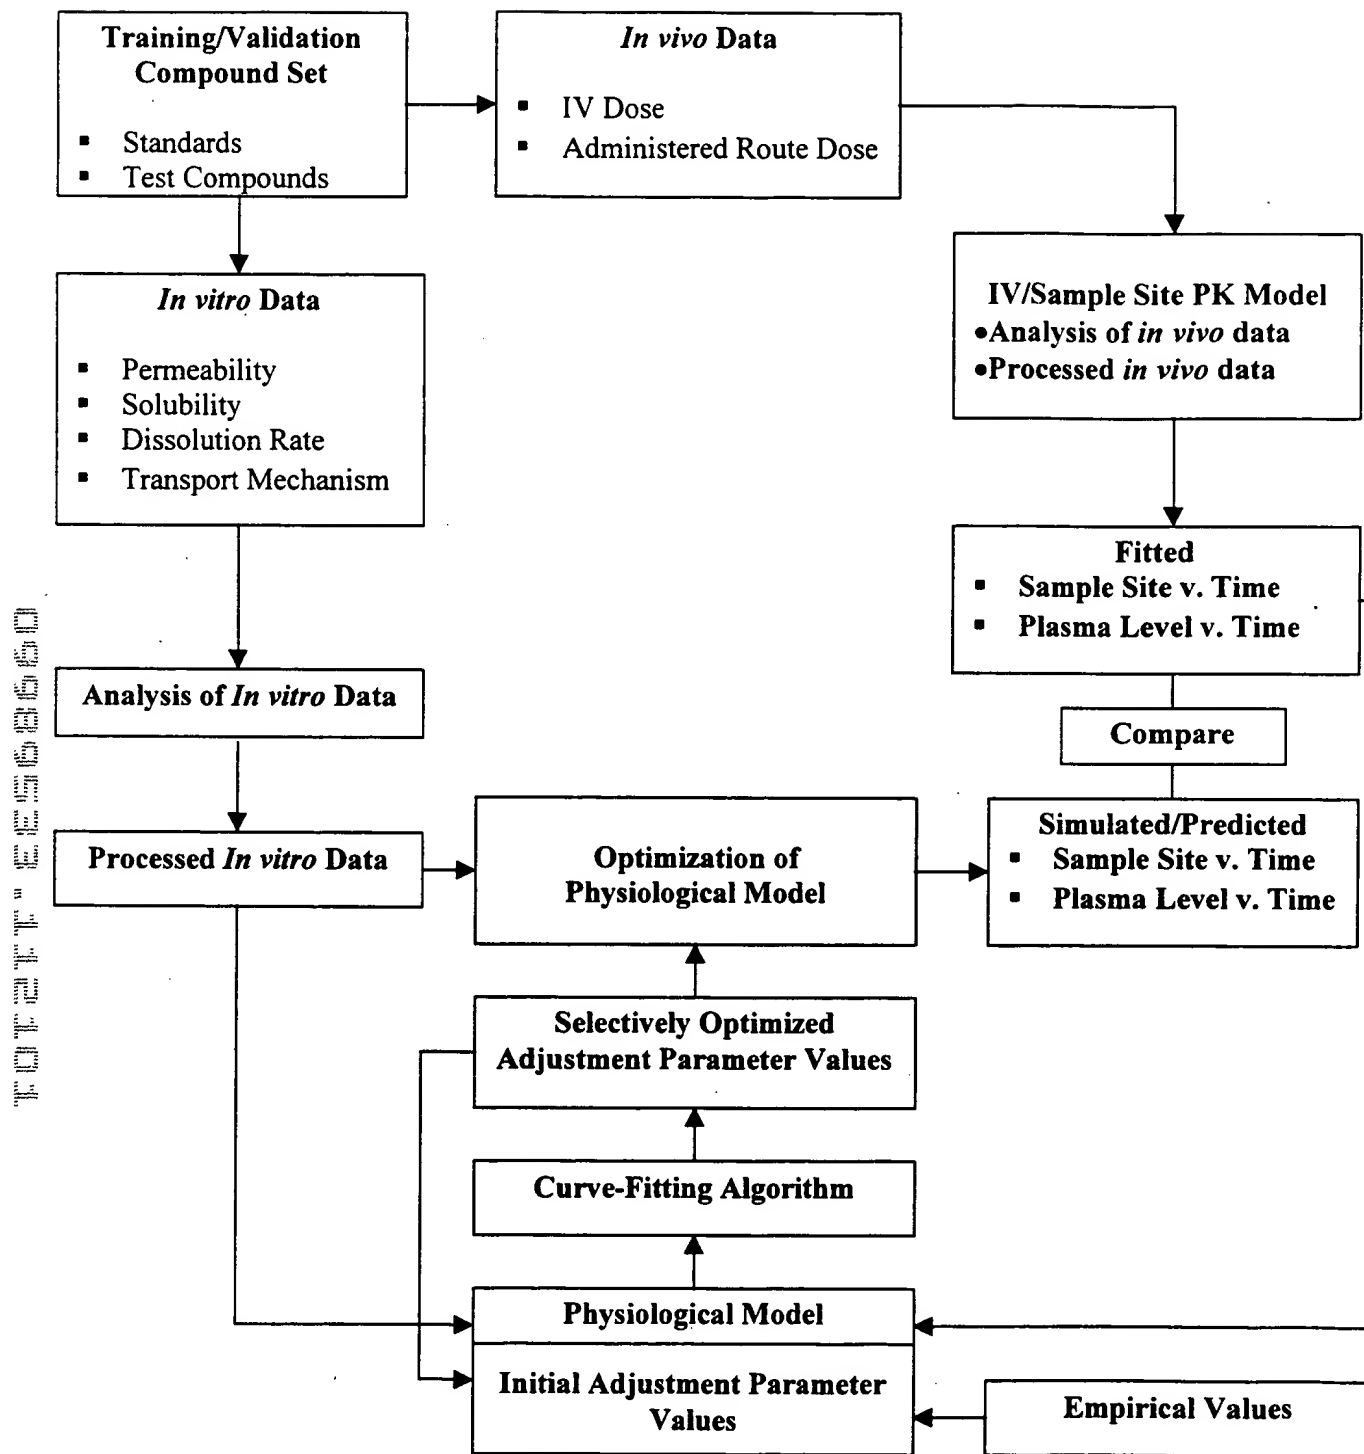 Training/Validation
Compound Set
▪ Standards
▪ Test Compounds
In vivo Data
▪ IV Dose
▪ Administered Route Dose
In vitro Data
▪ Permeability
▪ Solubility
▪ Dissolution Rate
▪ Transport Mechanism
IV/Sample Site PK Model
•Analysis of in vivo data
•Processed in vivo data
Fitted
▪ Sample Site v. Time
▪ Plasma Level v. Time
Analysis of In vitro Data
Compare
Processed In vitro Data
Optimization of
Physiological Model
Simulated/Predicted
▪ Sample Site v. Time
▪ Plasma Level v. Time
Selectively Optimized
Adjustment Parameter Values
Curve-Fitting Algorithm
Physiological Model
Initial Adjustment Parameter
Values
Empirical Values